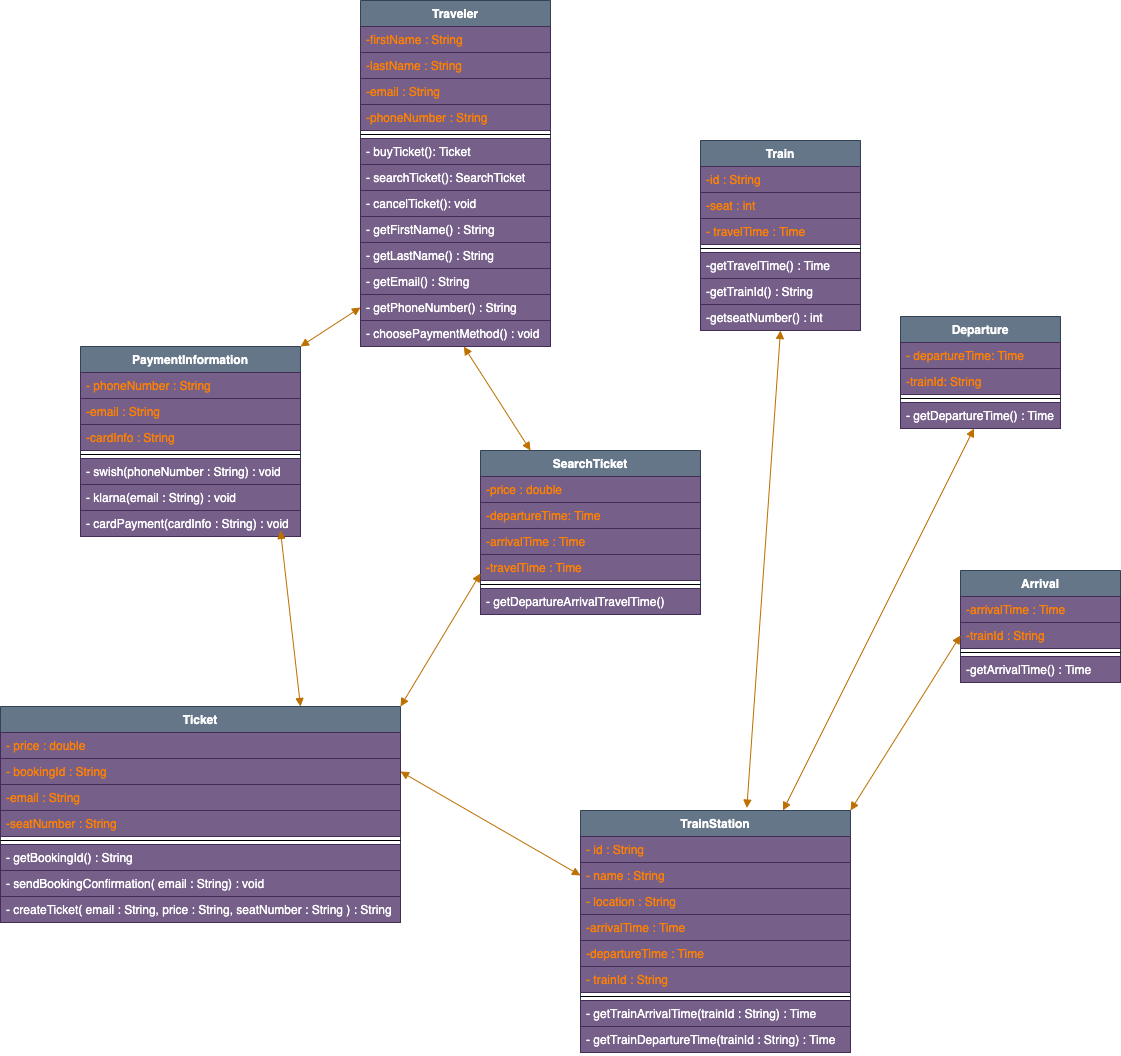 Traveler
-firstName : String
-lastName : String
-email : String
-phoneNumber : String
- buyTicket(): Ticket
- searchTicket(): SearchTicket
- cancelTicket(): void
- getFirstName() : String
- getLastName() : String
- getEmail() : String
- getPhoneNumber() : String
- choosePaymentMethod() : void
Train
-id : String
-seat : int
- travelTime : Time
-getTravelTime() : Time
-getTrainId() : String
-getseatNumber() : int
Departure
- departureTime: Time
-trainId: String
- getDepartureTime() : Time
PaymentInformation
- phoneNumber : String
-email : String
-cardInfo : String
- swish(phoneNumber : String) : void
- klarna(email : String) : void
- cardPayment(cardInfo : String) : void
SearchTicket
-price : double
-departureTime: Time
-arrivalTime : Time
-travelTime : Time
- getDepartureArrivalTravelTime()
Arrival
-arrivalTime : Time
-trainId : String
-getArrivalTime() : Time
Ticket
- price : double
- bookingId : String
-email : String
-seatNumber : String
- getBookingId() : String
- sendBookingConfirmation( email : String) : void
- createTicket( email : String, price : String, seatNumber : String ) : String
TrainStation
- id : String
- name : String
- location : String
-arrivalTime : Time
-departureTime : Time
- trainId : String
- getTrainArrivalTime(trainId : String) : Time
- getTrainDepartureTime(trainId : String) : Time